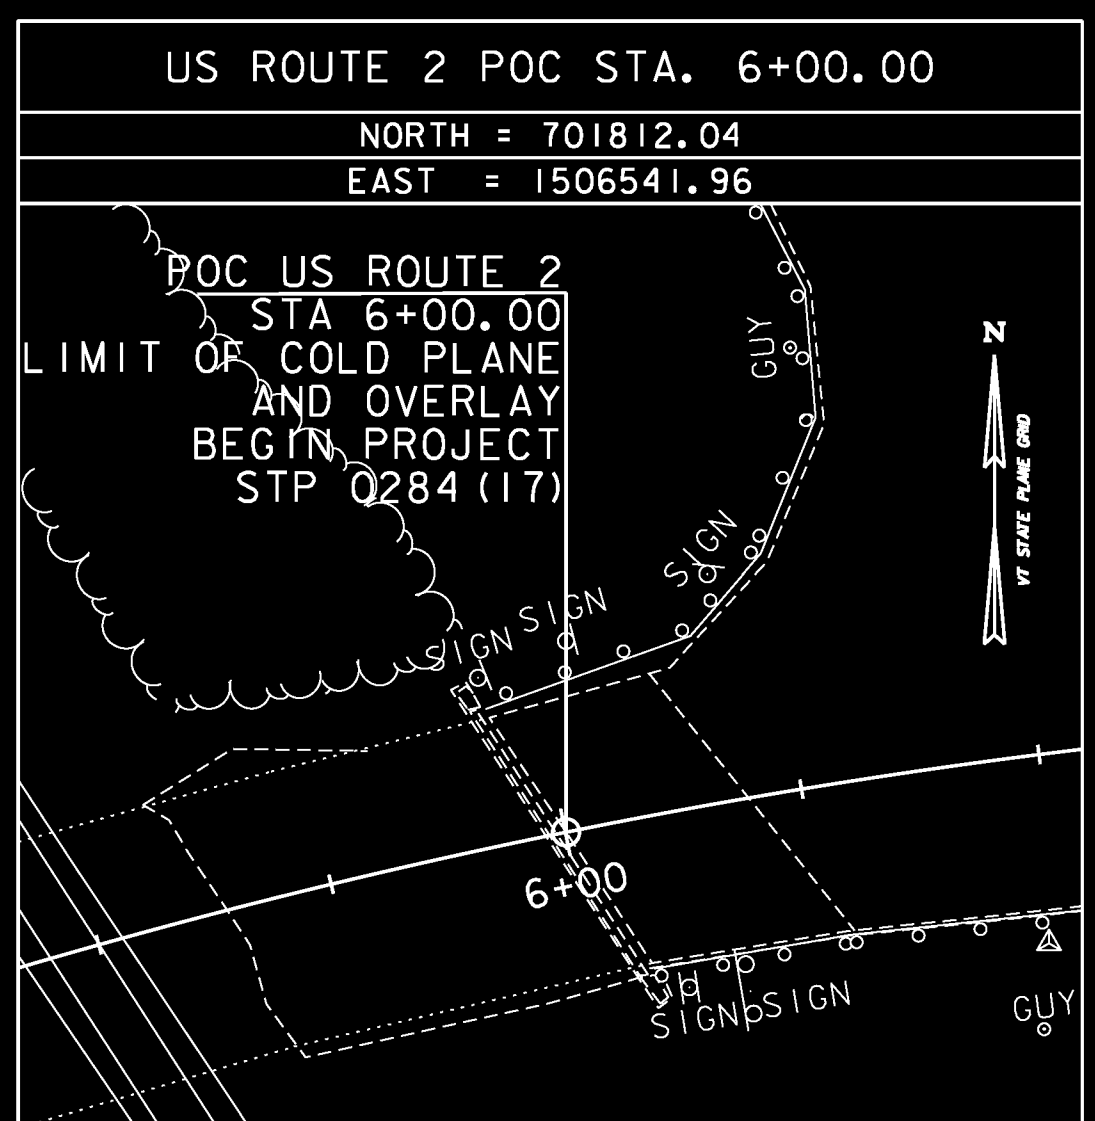 US ROUTE 2 POC STA. 6+00.00
NORTH = 701812.04
EAST = 1506541.96
POC US ROUTE 2
STA 6+00.00
LIMIT OF COLD PLANE
AND OVERLAY
BEGIN PROJECT
STP 0284(17)
GUY
N
VT STATE PLANE GRID
SIGN
SIGN
SIGN
6+00
SIGN
SIGN
GUY